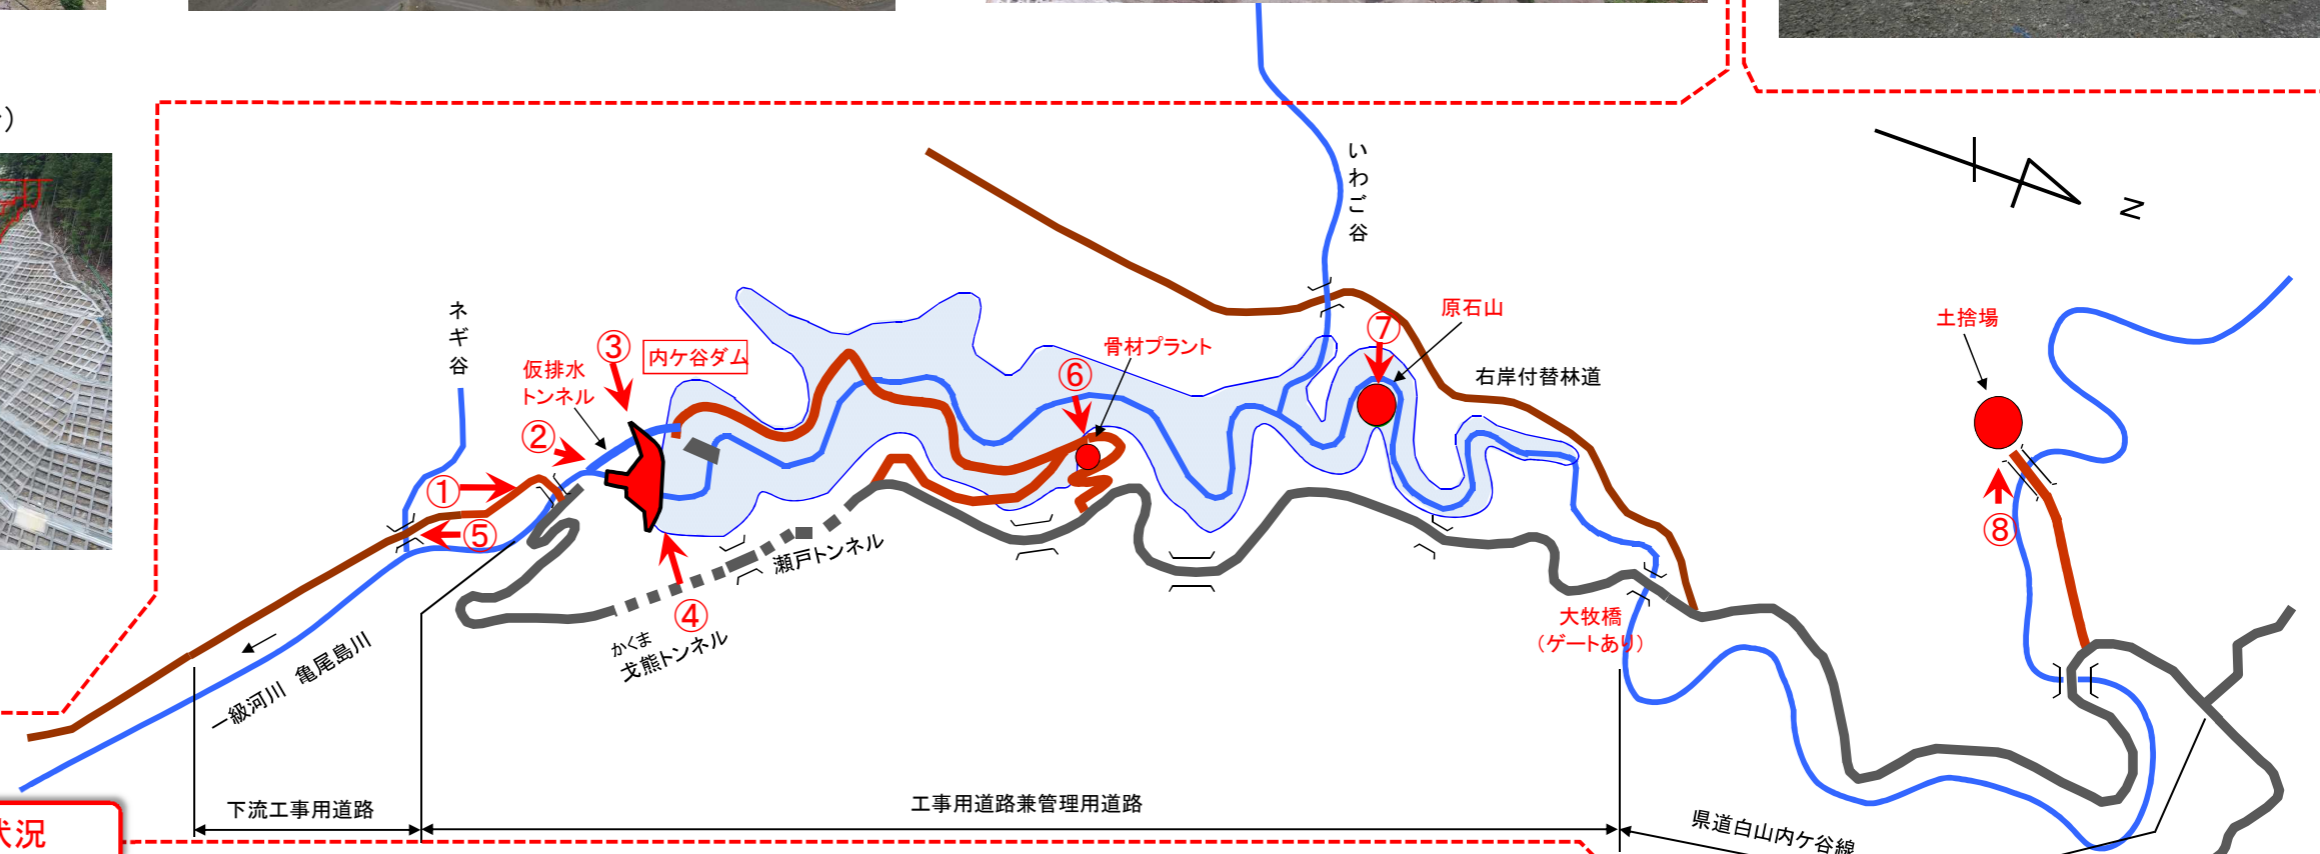 い
わ
ご
谷
N
ネ
ギ
谷
③
内ケ谷ダム
仮排水
トンネル
②
①
⑤
⑥
骨材プラント
⑦
原石山
右岸付替林道
土捨場
⑧
瀬戸トンネル
④
かくま
戈熊トンネル
大牧橋
（ゲートあり）
一級河川 亀尾島川
下流工事用道路
工事用道路兼管理用道路
県道白山内ケ谷線
状況